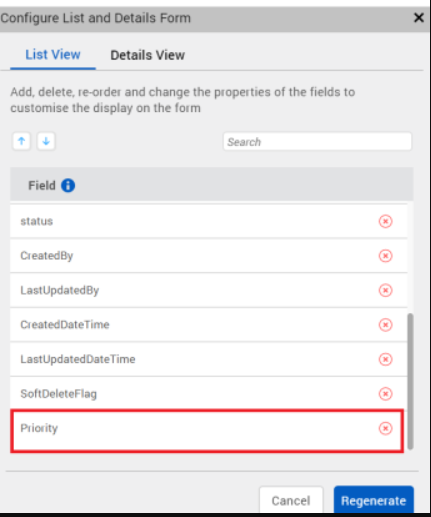 Configure List and Details Form
List View Details View
Add, delete, re-order and change the properties of the fields to
customise the display on the form
Search
Field
status
CreatedBy
LastUpdatedBy
CreatedDateTime
LastUpdatedDateTime
SoftDeleteFlag
Priority
Cancel Regenerate